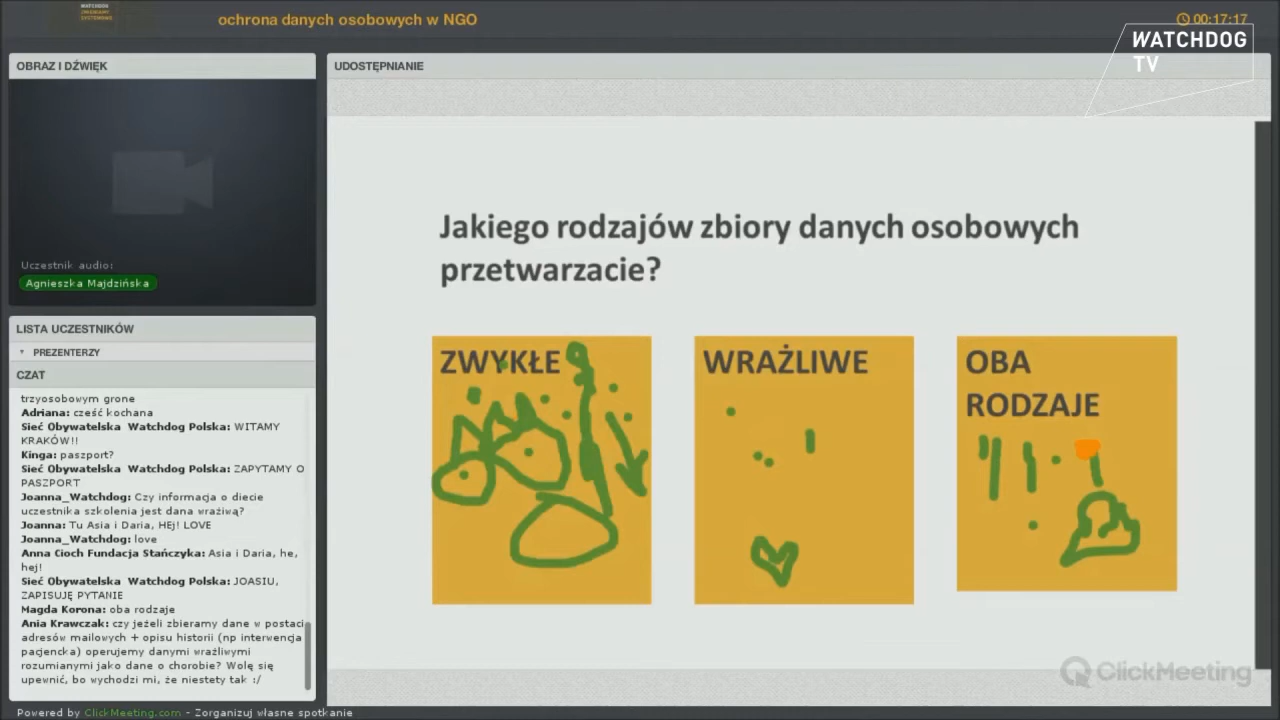 WATCHDOG
ochrona danych osobowych w NGO
00:17:17
WATCHDOG
TV
OBRAZ I DŹWIĘK
UDOSTĘPNIANIE
Uczestnik audio:
Agnieszka Majdzińska
LISTA UCZESTNIKÓW
PREZENTERZY
CZAT
trzyosobowym grone
Adriana: cześć kochana
Sieć Obywatelska Watchdog Polska: WITAMY
KRAKÓW!!
Kinga: paszport?
Sieć Obywatelska Watchdog Polska: ZAPYTAMY O
PASZPORT
Joanna_Watchdog: Czy informacja o diecie
uczestnika szkolenia jest dana wraźiwą?
Joanna: Tu Asia i Daria, HEj! LOVE
Joanna_Watchdog: love
Anna Cioch Fundacja Stańczyka: Asia i Daria, he,
hej!
Sieć Obywatelska Watchdog Polska: JOASIU,
ZAPISUJĘ PYTANIE
Magda Korona: oba rodzaje
Ania Krawczak: czy jeżeli zbieramy dane w postaci
adresów mailowych + opisu historii (np interwencja
pacjencka) operujemy danymi wraźliwymi
rozumianymi jako dane o chorobie? Wolę się
upewnić, bo wychodzi mi, że niestety tak :/
Jakiego rodzajów zbiory danych osobowych
przetwarzacie?
ZWYKŁE
WRAŻLIWE
OBA
RODZAJE
ClickMeeting
Powered by ClickMeeting.com - Zorganizuj własne spotkanie